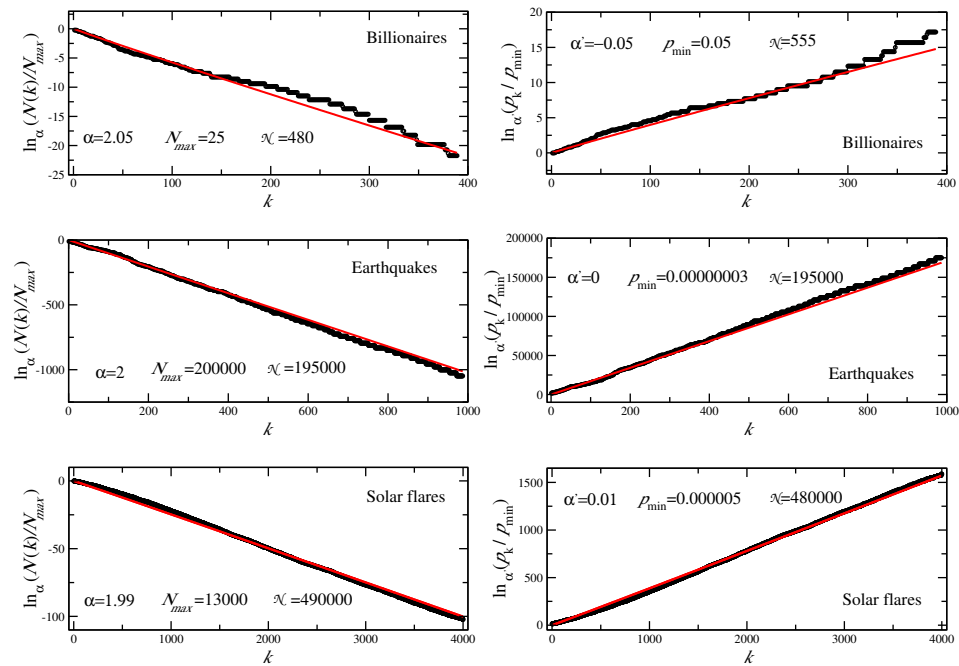 0
-5
-10
-15
-20
-25
0 100 200 300 400
k
ln_α (N(k)/N_max)
Billionaires
α=2.05 N_max=25 𝒩=480
20
15
10
5
0
0 100 200 300 400
k
ln_α'(p_k / p_min)
α'=−0.05 p_min=0.05 𝒩=555
Billionaires
0
-500
-1000
0 200 400 600 800 1000
k
ln_α (N(k)/N_max)
Earthquakes
α=2 N_max=200000 𝒩=195000
200000
150000
100000
50000
0
0 200 400 600 800 1000
k
ln_α'(p_k / p_min)
α'=0 p_min=0.00000003 𝒩=195000
Earthquakes
0
-50
-100
0 1000 2000 3000 4000
k
ln_α (N(k)/N_max)
Solar flares
α=1.99 N_max=13000 𝒩=490000
1500
1000
500
0
0 1000 2000 3000 4000
k
ln_α'(p_k / p_min)
α'=0.01 p_min=0.000005 𝒩=480000
Solar flares